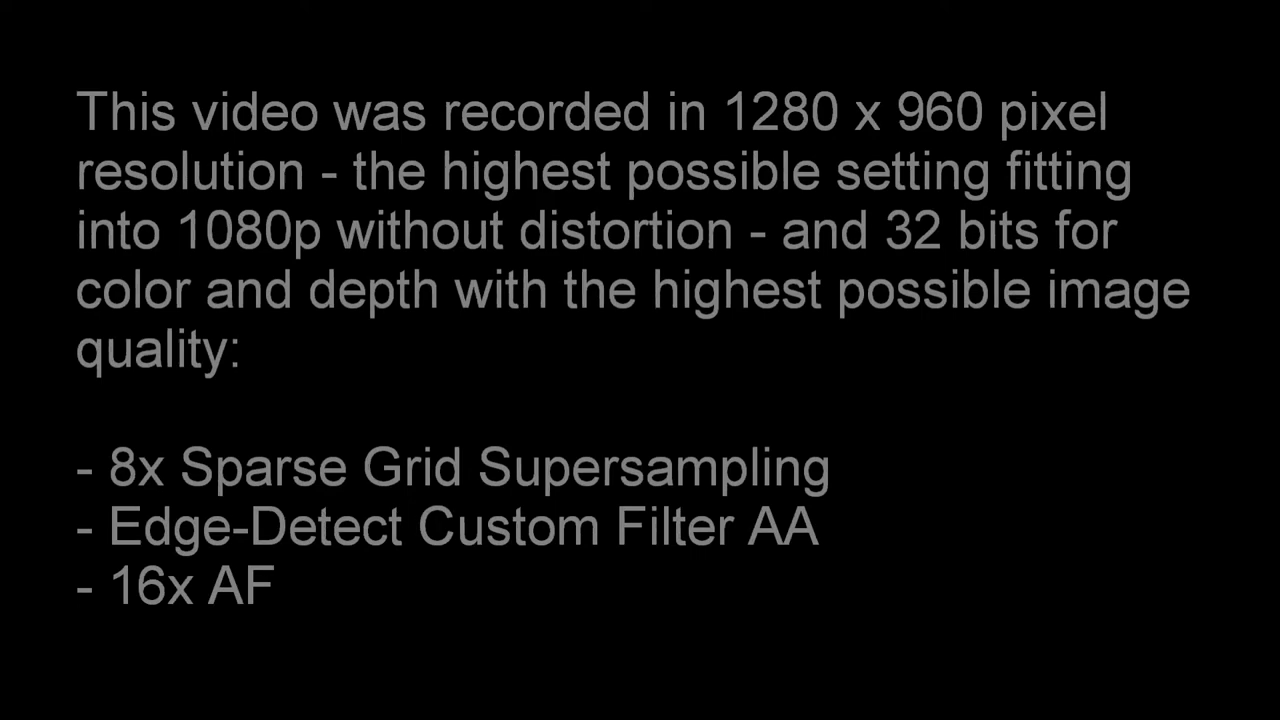 This video was recorded in 1280 x 960 pixel
resolution - the highest possible setting fitting
into 1080p without distortion - and 32 bits for
color and depth with the highest possible image
quality:
- 8x Sparse Grid Supersampling
- Edge-Detect Custom Filter AA
- 16x AF